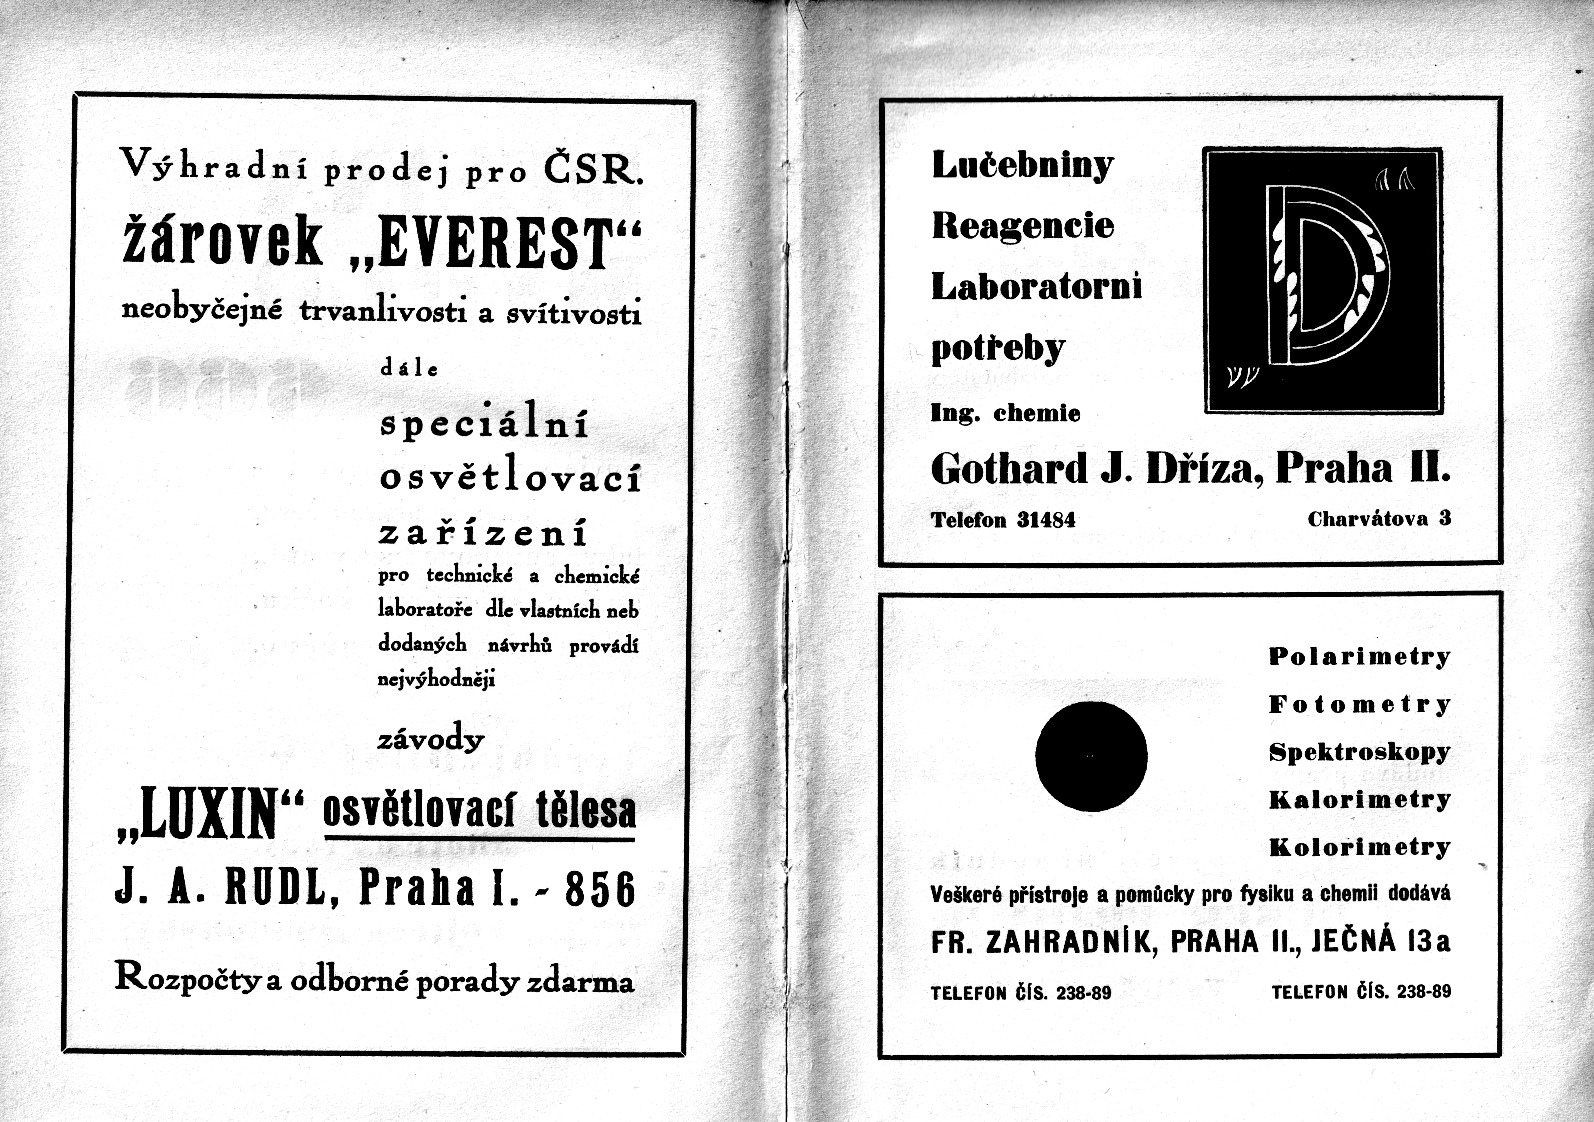 Výhradní prodej pro ČSR.
žárovek „EVEREST“
neobyčejné trvanlivosti a svítivosti
dále
speciální
osvětlovací
zařízení
pro technické a chemické
laboratoře dle vlastních neb
dodaných návrhů provádí
nejvýhodněji
závody
„LUXIN“ osvětlovací tělesa
J. A. RUDL, Praha I. - 856
Rozpočty a odborné porady zdarma
Lučebniny
Reagencie
Laboratorni
potřeby
Ing. chemie
Gothard J. Dříza, Praha II.
Telefon 31484 Charvátova 3
D
Polarimetry
Fotometry
Spektroskopy
Kalorimetry
Kolorimetry
Veškeré přístroje a pomůcky pro fysiku a chemii dodává
FR. ZAHRADNÍK, PRAHA II., JEČNÁ 13a
TELEFON ČÍS. 238-89 TELEFON ČÍS. 238-89